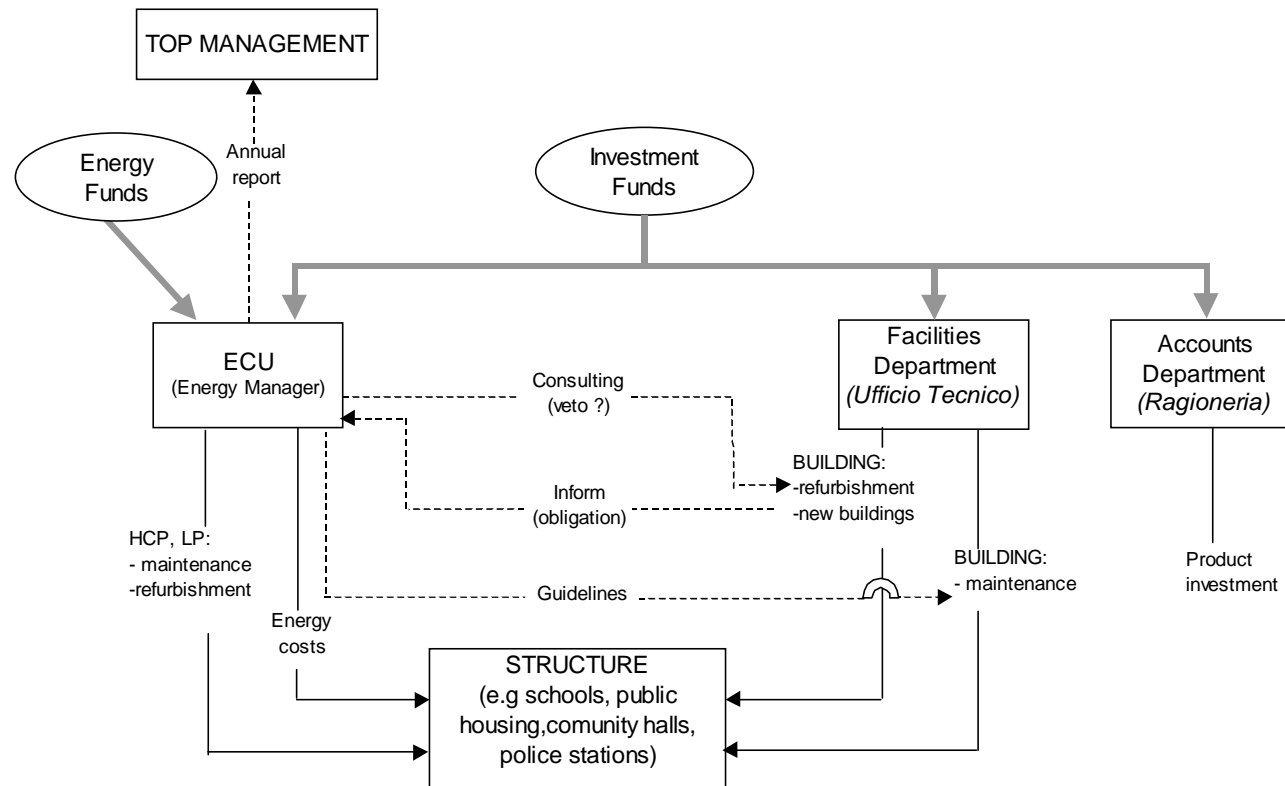 TOP MANAGEMENT
Energy
Funds
Annual
report
Investment
Funds
ECU
(Energy Manager)
Consulting
(veto ?)
Facilities
Department
(Ufficio Tecnico)
Accounts
Department
(Ragioneria)
BUILDING:
-refurbishment
-new buildings
Inform
(obligation)
HCP, LP:
- maintenance
-refurbishment
BUILDING:
- maintenance
Product
investment
Guidelines
Energy
costs
STRUCTURE
(e.g schools, public
housing,comunity halls,
police stations)